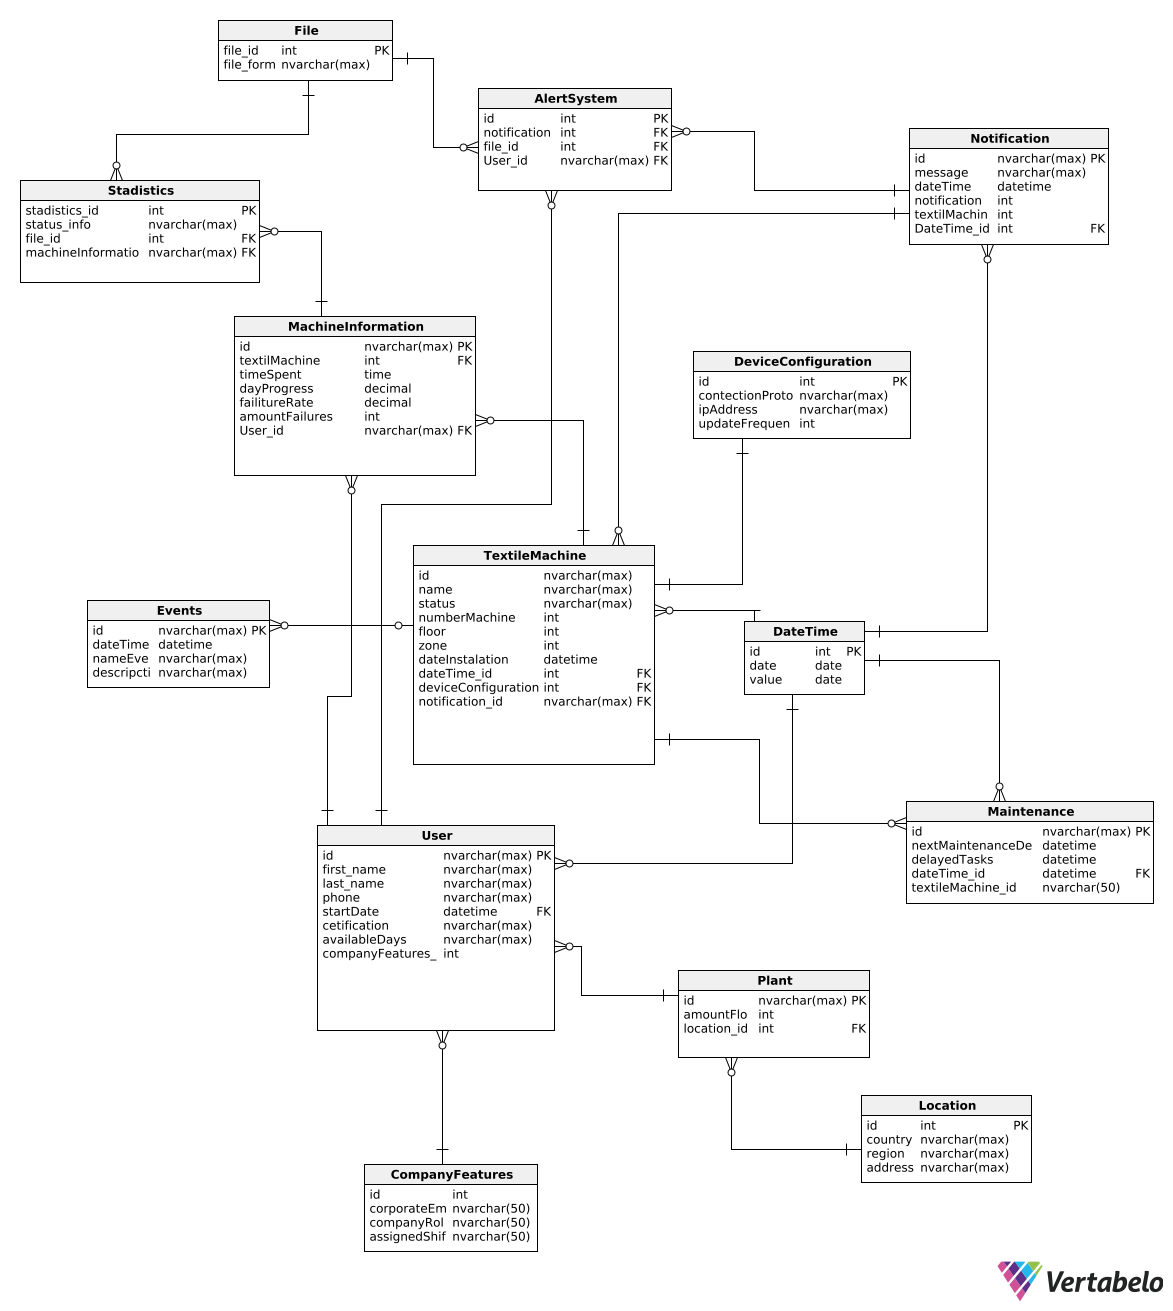 File
file_id int PK
file_form nvarchar(max)
AlertSystem
id int PK
notification int FK
file_id int FK
User_id nvarchar(max) FK
Notification
id nvarchar(max) PK
message nvarchar(max)
dateTime datetime
notification int
textilMachin int
DateTime_id int FK
Stadistics
stadistics_id int PK
status_info nvarchar(max)
file_id int FK
machineInformatio nvarchar(max) FK
MachineInformation
id nvarchar(max) PK
textilMachine int FK
timeSpent time
dayProgress decimal
failitureRate decimal
amountFailures int
User_id nvarchar(max) FK
DeviceConfiguration
id int PK
contectionProto nvarchar(max)
ipAddress nvarchar(max)
updateFrequen int
TextileMachine
id nvarchar(max)
name nvarchar(max)
status nvarchar(max)
numberMachine int
floor int
zone int
dateInstalation datetime
dateTime_id int FK
deviceConfiguration int FK
notification_id nvarchar(max) FK
Events
id nvarchar(max) PK
dateTime datetime
nameEve nvarchar(max)
descripcti nvarchar(max)
DateTime
id int PK
date date
value date
Maintenance
id nvarchar(max) PK
nextMaintenanceDe datetime
delayedTasks datetime
dateTime_id datetime FK
textileMachine_id nvarchar(50)
User
id nvarchar(max) PK
first_name nvarchar(max)
last_name nvarchar(max)
phone nvarchar(max)
startDate datetime FK
cetification nvarchar(max)
availableDays nvarchar(max)
companyFeatures_ int
Plant
id nvarchar(max) PK
amountFlo int
location_id int FK
Location
id int PK
country nvarchar(max)
region nvarchar(max)
address nvarchar(max)
CompanyFeatures
id int
corporateEm nvarchar(50)
companyRol nvarchar(50)
assignedShif nvarchar(50)
Vertabelo